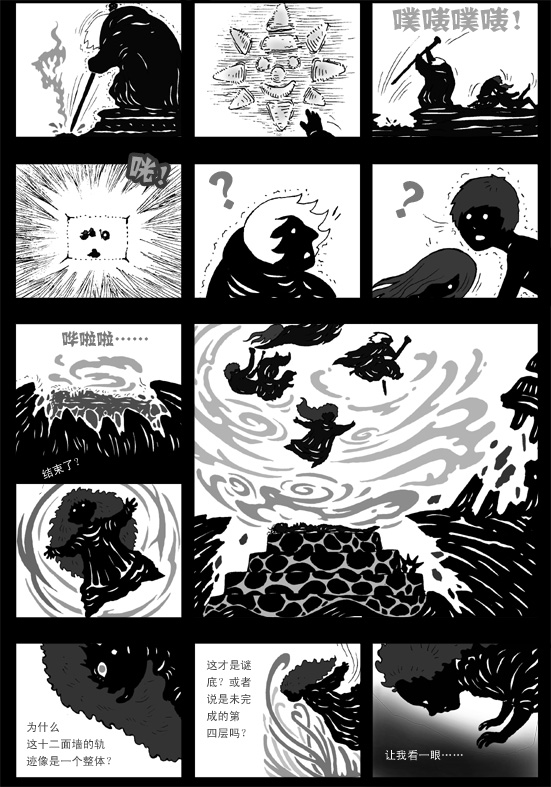 噗嗤噗嗤！
咣！
?
?
哗啦啦……
结束了?
为什么
这十二面墙的轨
迹像是一个整体?
这才是谜
底? 或者
说是未完
成的第
四层吗?
让我看一眼……